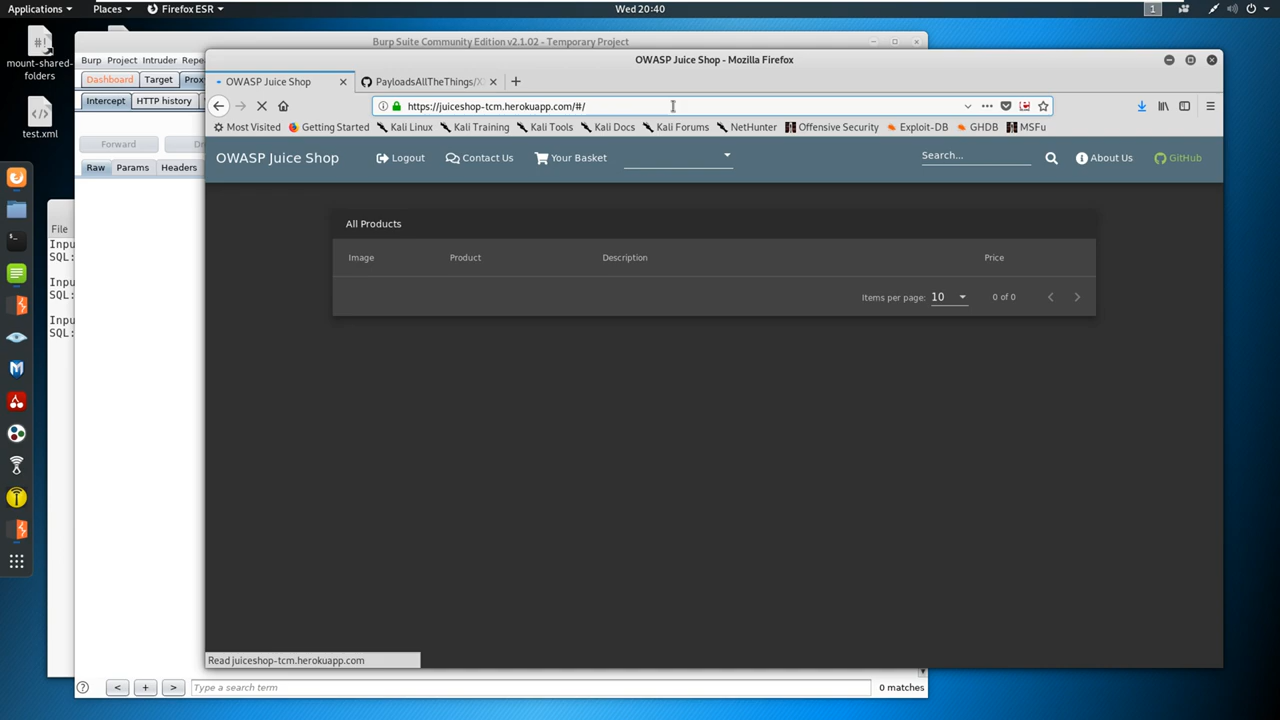 Applications
Places
Firefox ESR
Wed 20:40
1
mount-shared-folders
test.xml
Burp Suite Community Edition v2.1.02 - Temporary Project
Burp Project Intruder
Dashboard Target
Intercept HTTP history
Forward
Raw Params Headers
File
SQL:
SQL:
SQL:
OWASP Juice Shop - Mozilla Firefox
OWASP Juice Shop
PayloadsAllTheThings/
https://juiceshop-tcm.herokuapp.com/#/
Most Visited Getting Started Kali Linux Kali Training Kali Tools Kali Docs Kali Forums NetHunter Offensive Security Exploit-DB GHDB MSFu
OWASP Juice Shop Logout Contact Us Your Basket Search... About Us GitHub
All Products
Image Product Description Price
Items per page: 10 0 of 0
Read juiceshop-tcm.herokuapp.com
? < + > Type a search term 0 matches